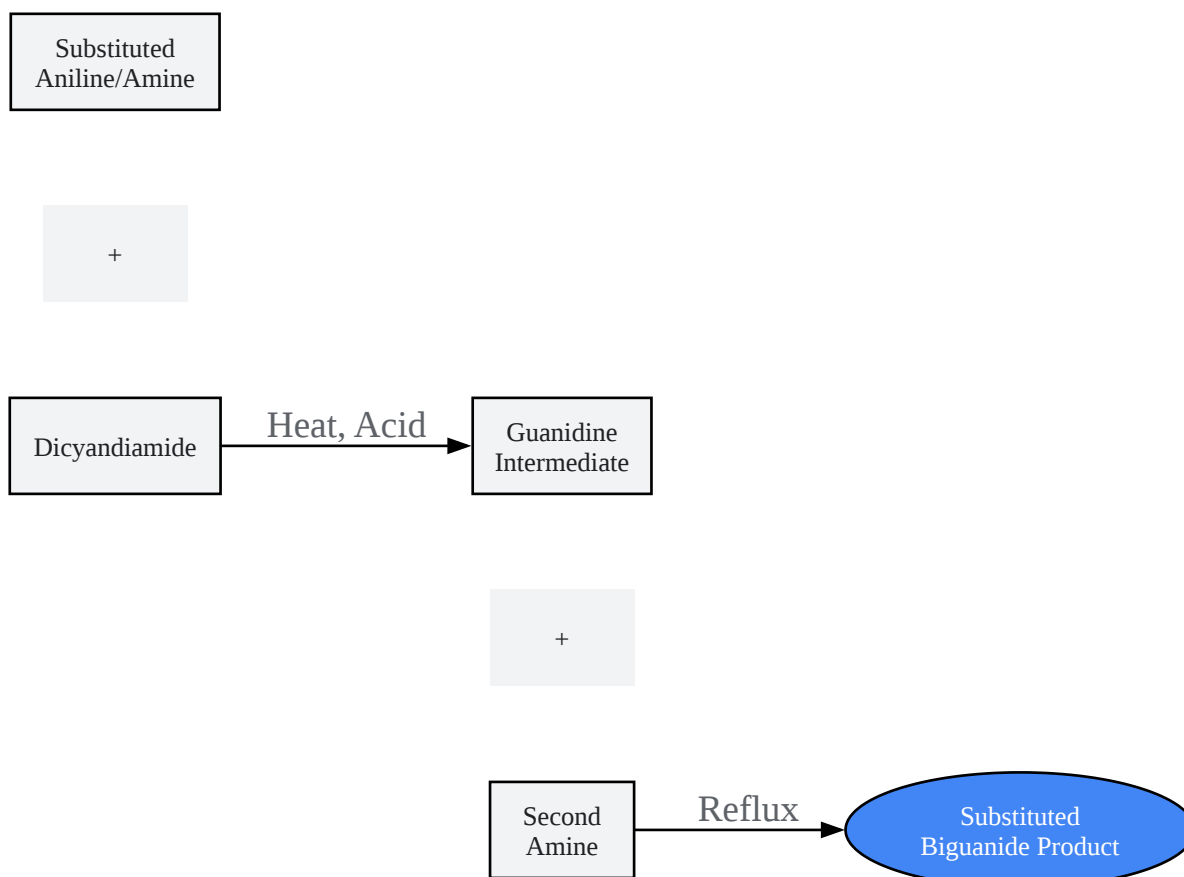 Substituted
Aniline/Amine
+
Dicyandiamide
Heat, Acid
Guanidine
Intermediate
+
Second
Amine
Reflux
Substituted
Biguanide Product